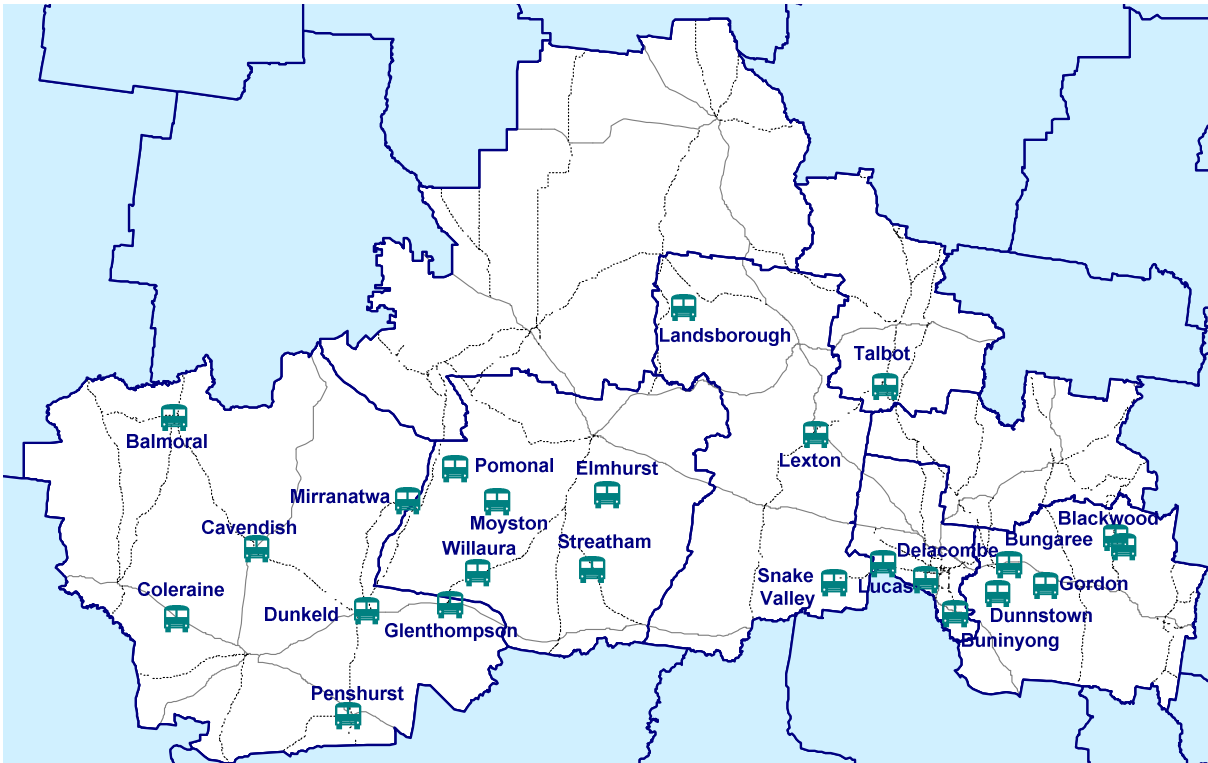 Landsborough
Talbot
Balmoral
Lexton
Pomonal
Elmhurst
Mirranatwa
Moyston
Cavendish
Blackwood
Willaura
Streatham
Bungaree
Delacombe
Coleraine
Snake
Valley
Lucas
Gordon
Dunkeld
Dunnstown
Glenthompson
Buninyong
Penshurst